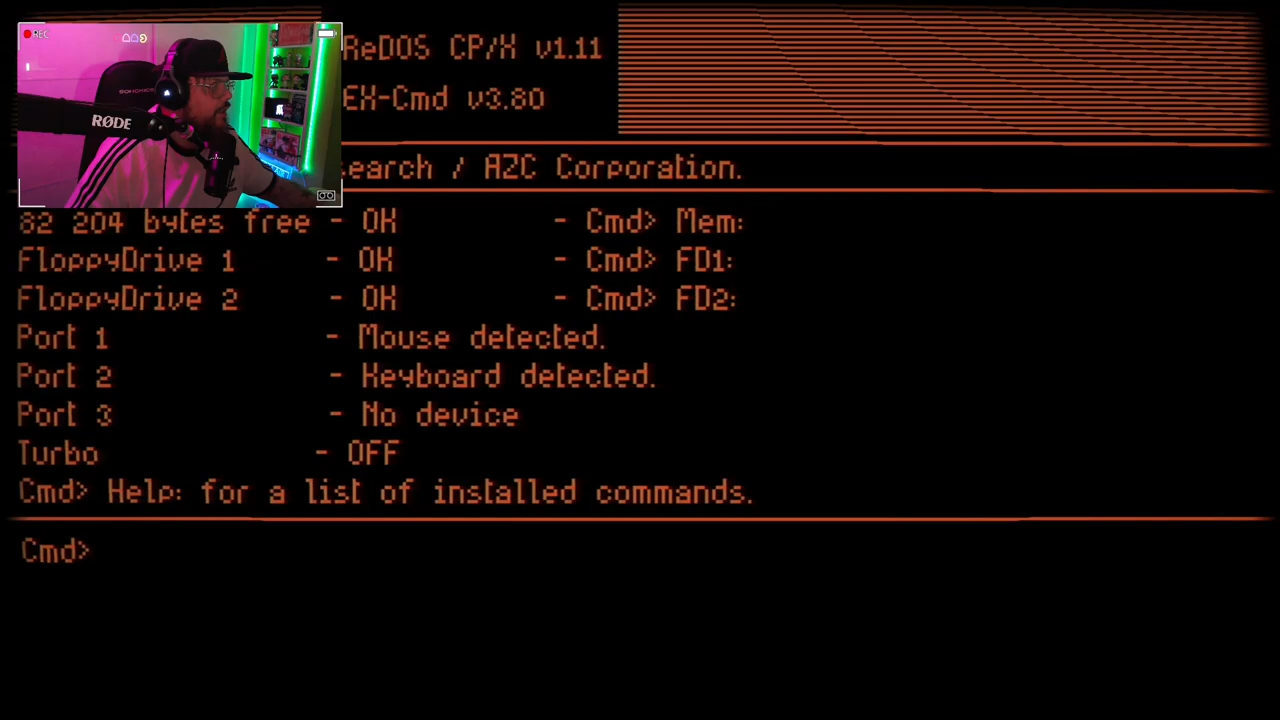 REC
RØDE
ReDOS CP/X v1.11
EX-Cmd v3.80
search / AZC Corporation.
82 204 bytes free - OK - Cmd> Mem:
FloppyDrive 1 - OK - Cmd> FD1:
FloppyDrive 2 - OK - Cmd> FD2:
Port 1 - Mouse detected.
Port 2 - Keyboard detected.
Port 3 - No device
Turbo - OFF
Cmd> Help: for a list of installed commands.
Cmd>